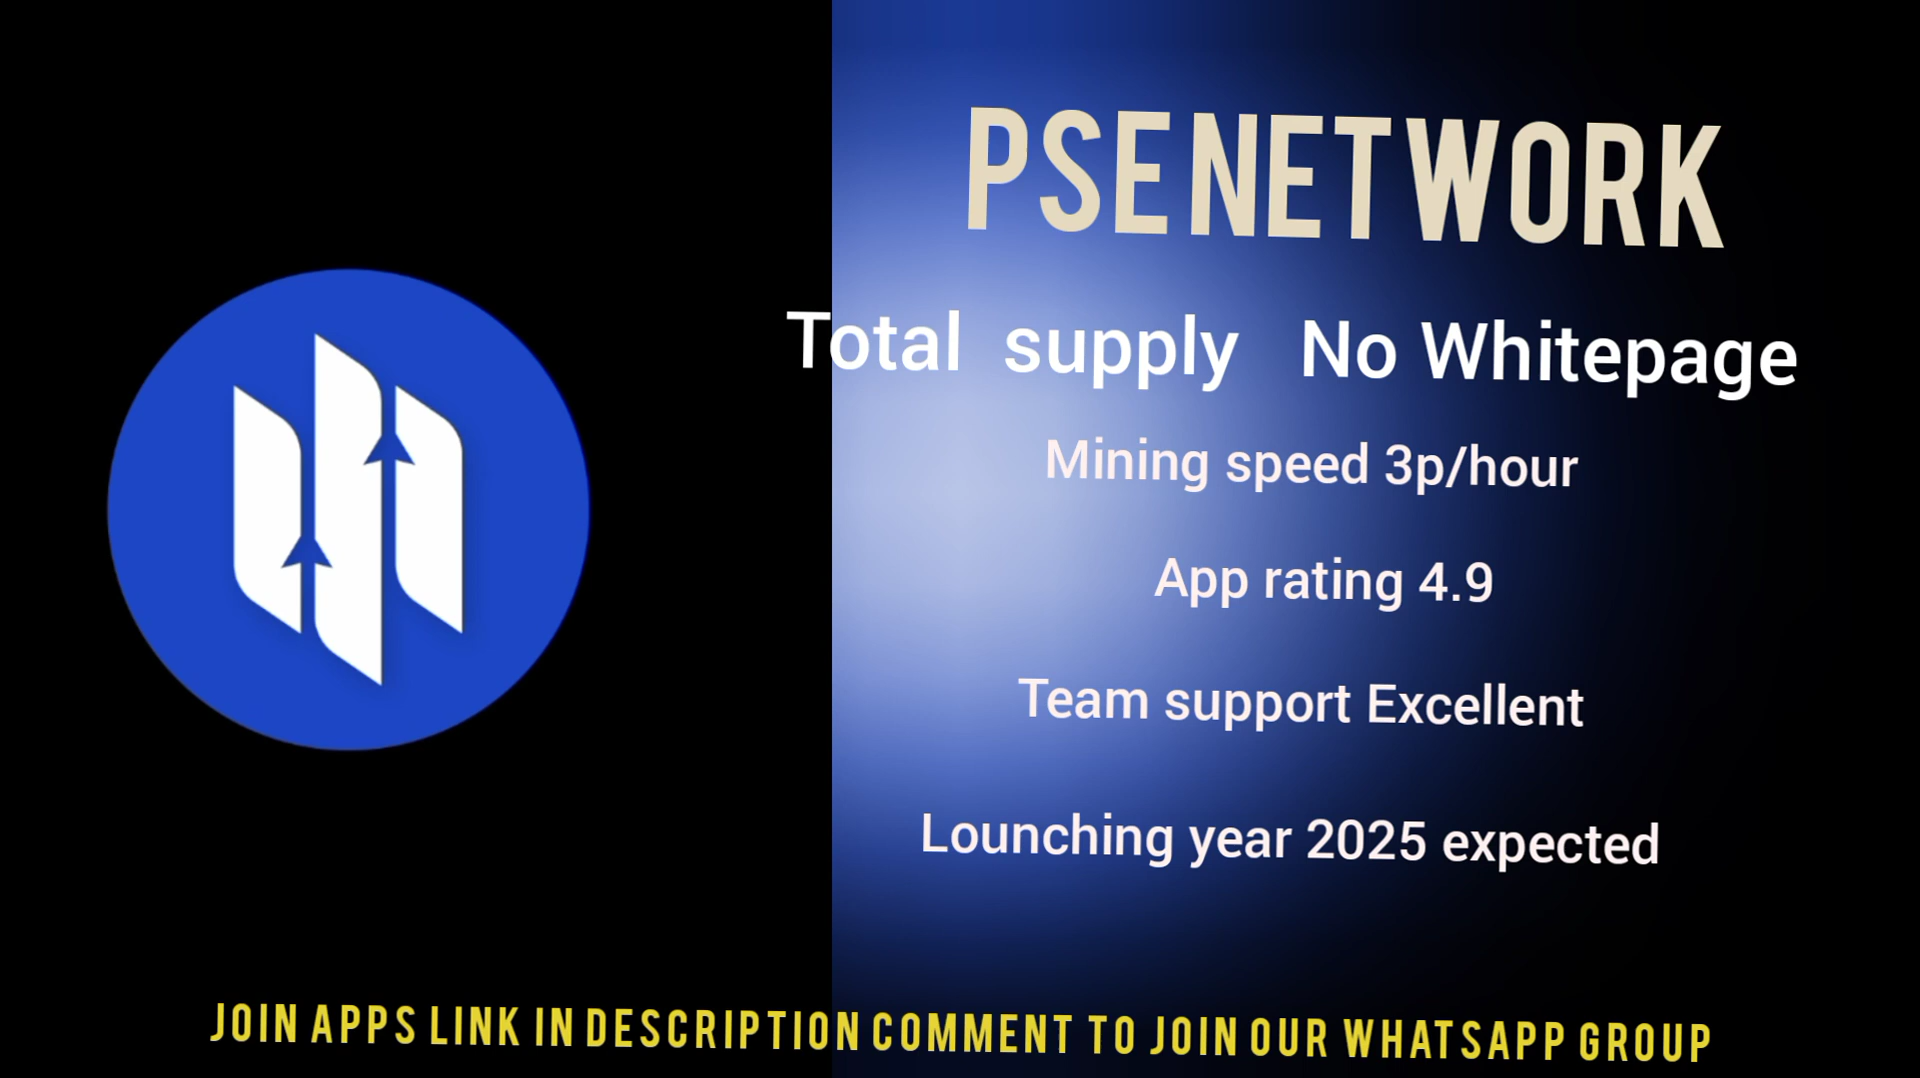 PSE NETWORK
Total supply No Whitepage
Mining speed 3p/hour
App rating 4.9
Team support Excellent
Lounching year 2025 expected
JOIN APPS LINK IN DESCRIPTION COMMENT TO JOIN OUR WHATSAPP GROUP